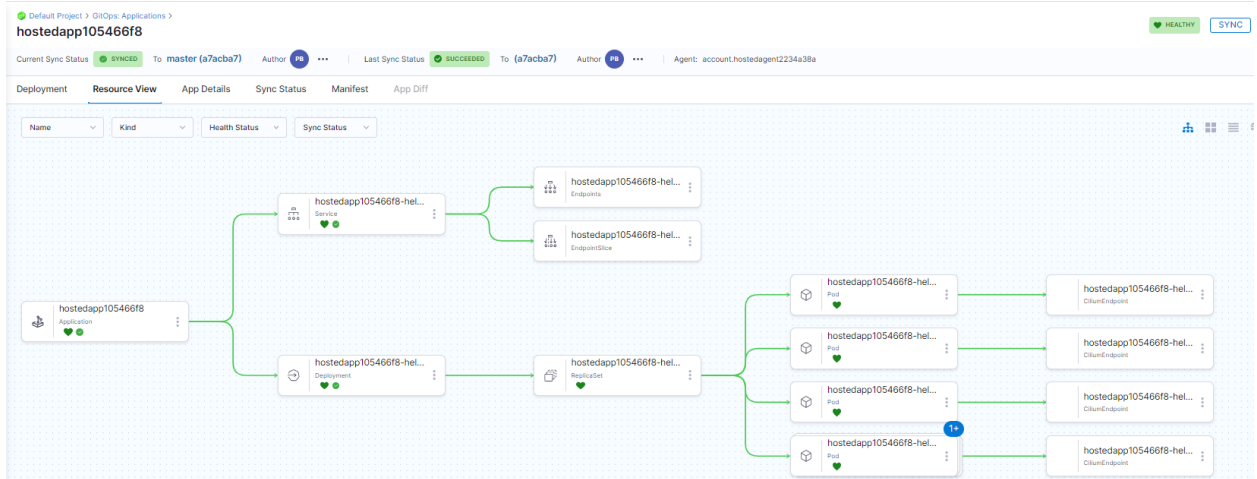 Default Project > GitOps: Applications >
hostedapp105466f8
HEALTHY
SYNC
Current Sync Status SYNCED To master (a7acba7) Author PB ••• Last Sync Status SUCCEEDED To (a7acba7) Author PB ••• Agent: account.hostedagent2234a38a
Deployment Resource View App Details Sync Status Manifest App Diff
Name Kind Health Status Sync Status
hostedapp105466f8-hel...
Endpoints
hostedapp105466f8-hel...
Service
hostedapp105466f8-hel...
EndpointSlice
hostedapp105466f8
Application
hostedapp105466f8-hel...
Deployment
hostedapp105466f8-hel...
ReplicaSet
hostedapp105466f8-hel...
Pod
hostedapp105466f8-hel...
CiliumEndpoint
hostedapp105466f8-hel...
Pod
hostedapp105466f8-hel...
CiliumEndpoint
hostedapp105466f8-hel...
Pod
hostedapp105466f8-hel...
CiliumEndpoint
1+
hostedapp105466f8-hel...
Pod
hostedapp105466f8-hel...
CiliumEndpoint